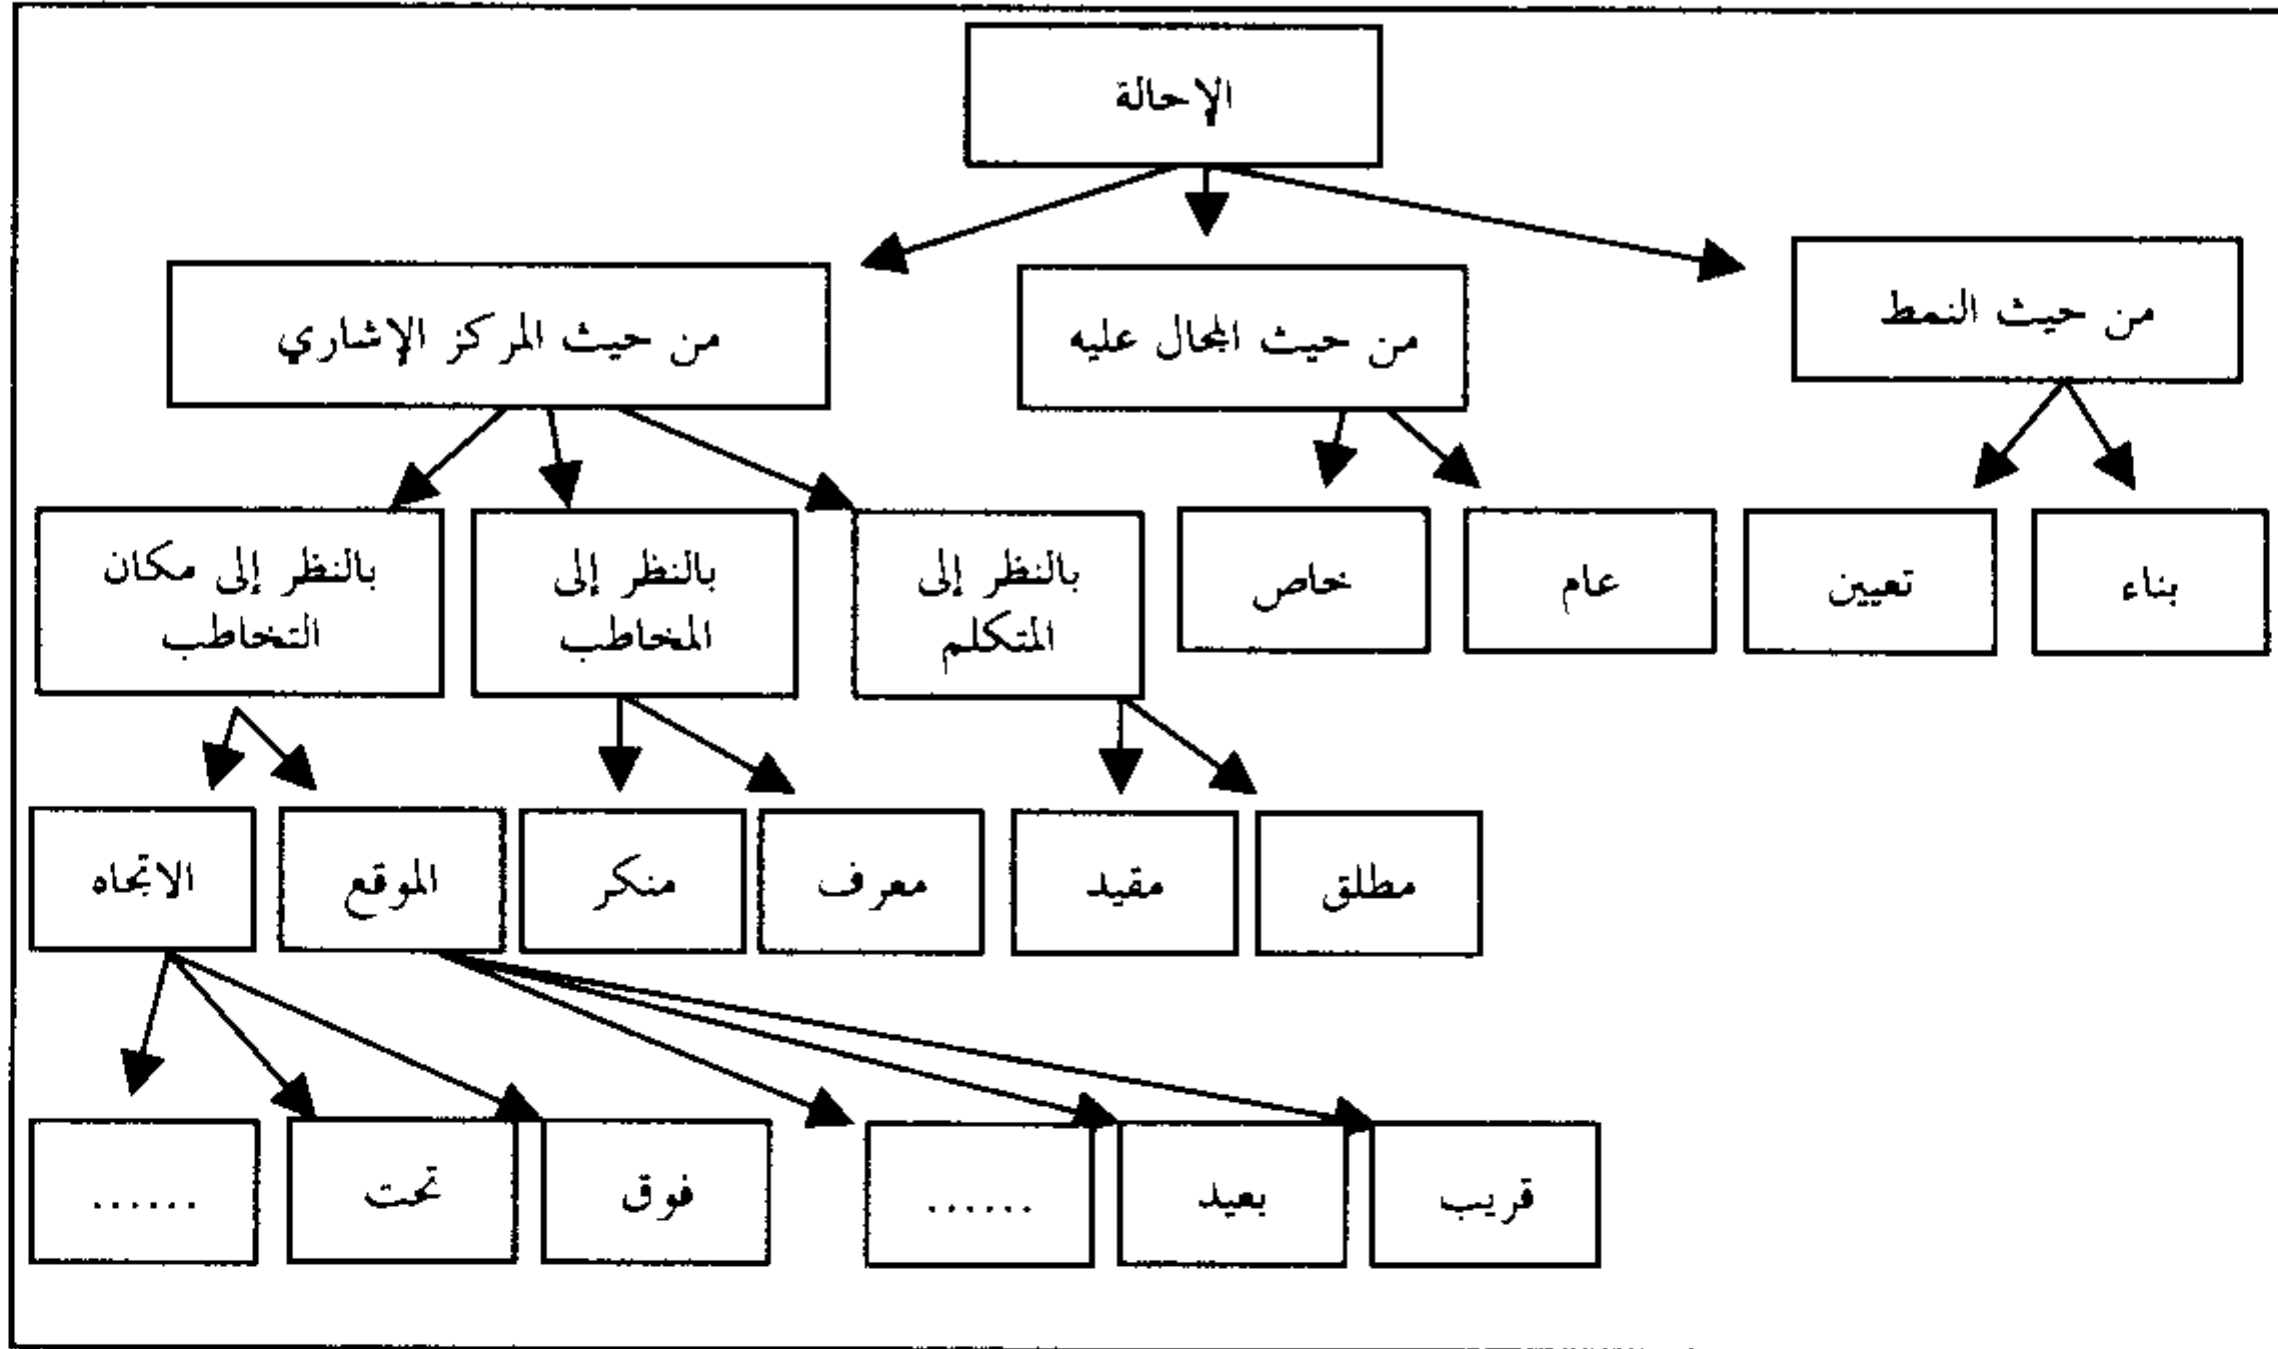 الإحالة
من حيث النمط
من حيث المحال عليه
من حيث المركز الإشاري
بناء
تعيين
عام
خاص
بالنظر إلى
المتكلم
بالنظر إلى
المخاطب
بالنظر إلى مكان
التخاطب
مطلق
مقيد
معرف
منكر
الموقع
الاتجاه
قريب
بعيد
......
فوق
تحت
......